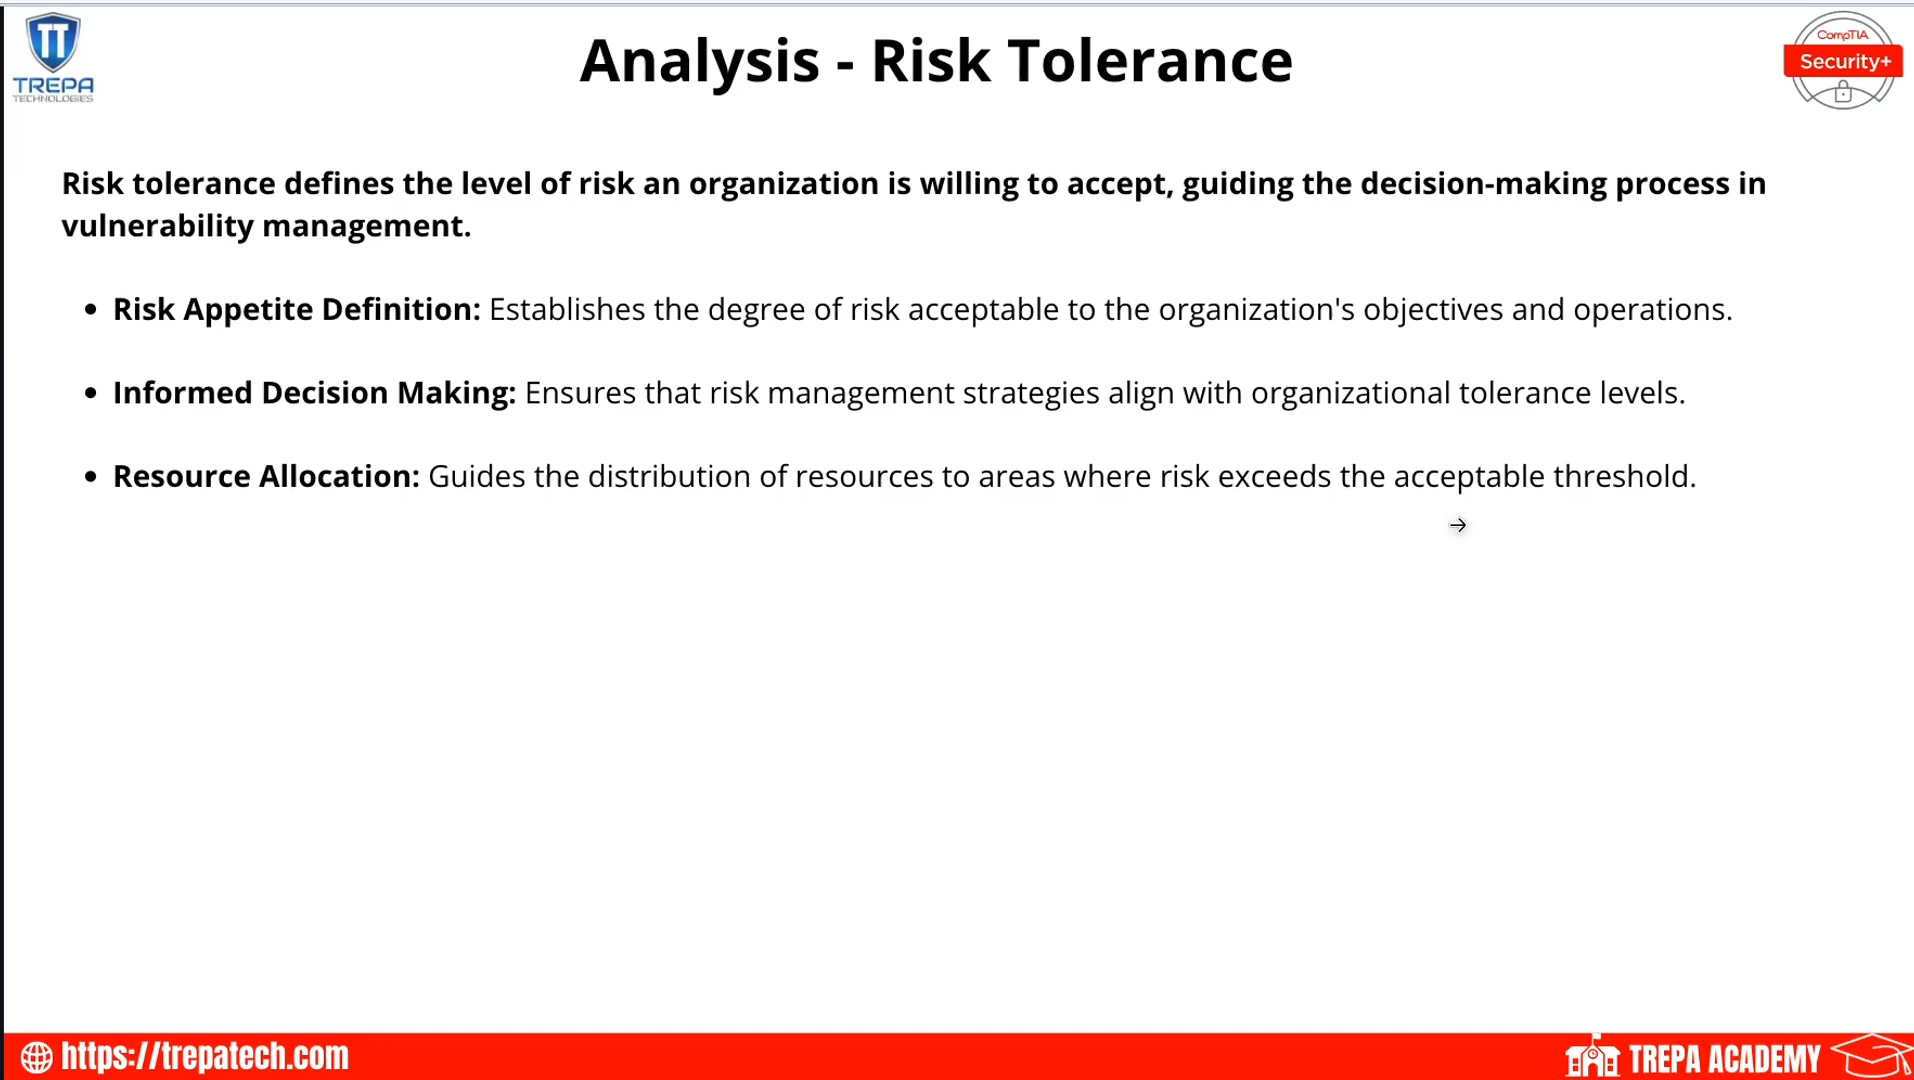 TREPA
TECHNOLOGIES
Analysis - Risk Tolerance
CompTIA
Security+
Risk tolerance defines the level of risk an organization is willing to accept, guiding the decision-making process in
vulnerability management.
• Risk Appetite Definition: Establishes the degree of risk acceptable to the organization's objectives and operations.
• Informed Decision Making: Ensures that risk management strategies align with organizational tolerance levels.
• Resource Allocation: Guides the distribution of resources to areas where risk exceeds the acceptable threshold.
https://trepatech.com
TREPA ACADEMY